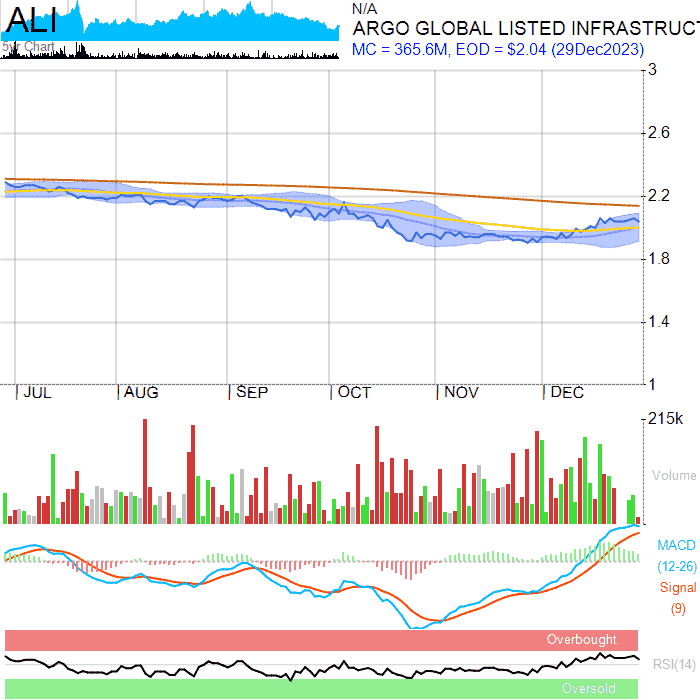 ALI
5yr Chart
N/A
ARGO GLOBAL LISTED INFRASTRUCT
MC = 365.6M, EOD = $2.04 (29Dec2023)
3
2.6
2.2
1.8
1.4
1
JUL AUG SEP OCT NOV DEC
215k
Volume
MACD
(12-26)
Signal
(9)
Overbought
RSI(14)
Oversold